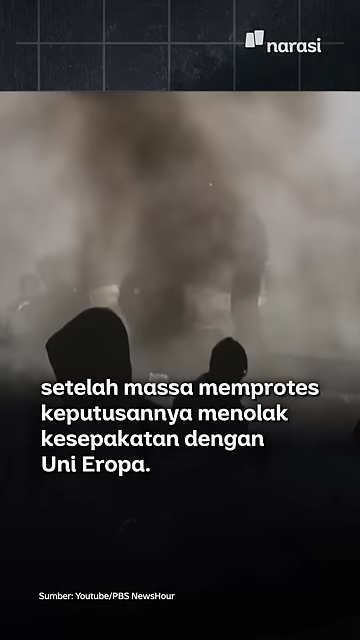 narasi
setelah massa memprotes
keputusannya menolak
kesepakatan dengan
Uni Eropa.
Sumber: Youtube/PBS NewsHour